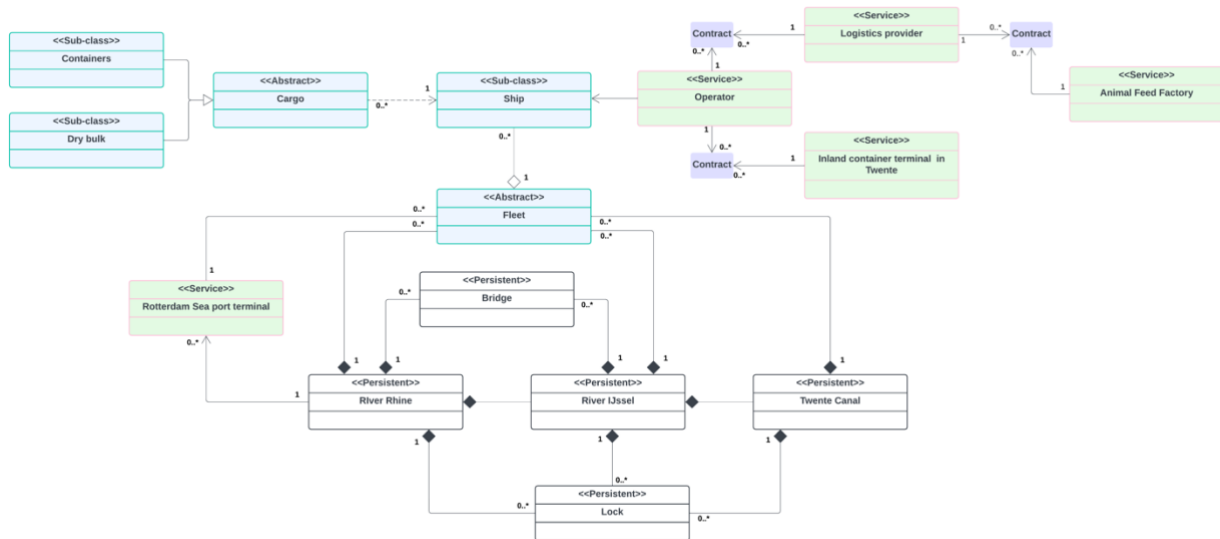 <<Sub-class>>
Containers
<<Sub-class>>
Dry bulk
<<Abstract>>
Cargo
0..*
1
<<Sub-class>>
Ship
0..*
1
<<Service>>
Operator
1
0..*
Contract
0..*
1
<<Service>>
Logistics provider
1
0..*
Contract
0..*
1
<<Service>>
Animal Feed Factory
1
0..*
Contract
0..*
1
<<Service>>
Inland container terminal in
Twente
<<Abstract>>
Fleet
0..*
0..*
0..*
0..*
1
<<Service>>
Rotterdam Sea port terminal
0..*
1
<<Persistent>>
Bridge
0..*
0..*
1
1
1
1
1
<<Persistent>>
RIver Rhine
<<Persistent>>
River IJssel
<<Persistent>>
Twente Canal
1
1
1
0..*
0..*
0..*
<<Persistent>>
Lock